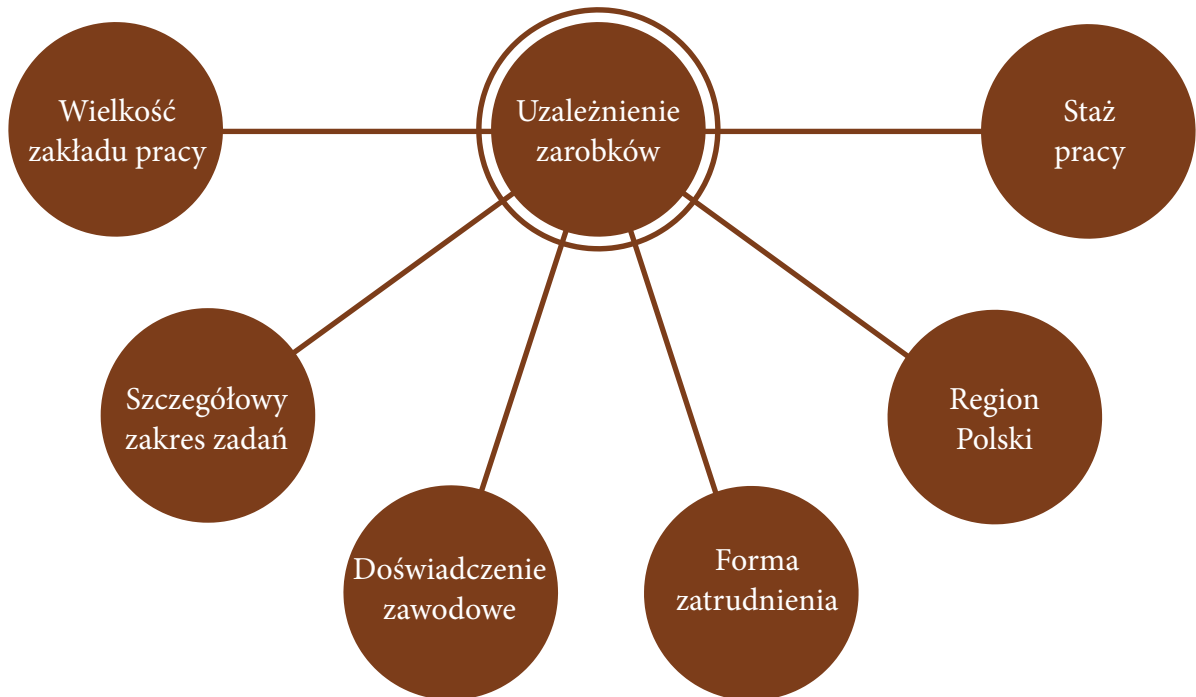 Wielkość
zakładu pracy
Uzależnienie
zarobków
Staż
pracy
Szczegółowy
zakres zadań
Region
Polski
Doświadczenie
zawodowe
Forma
zatrudnienia